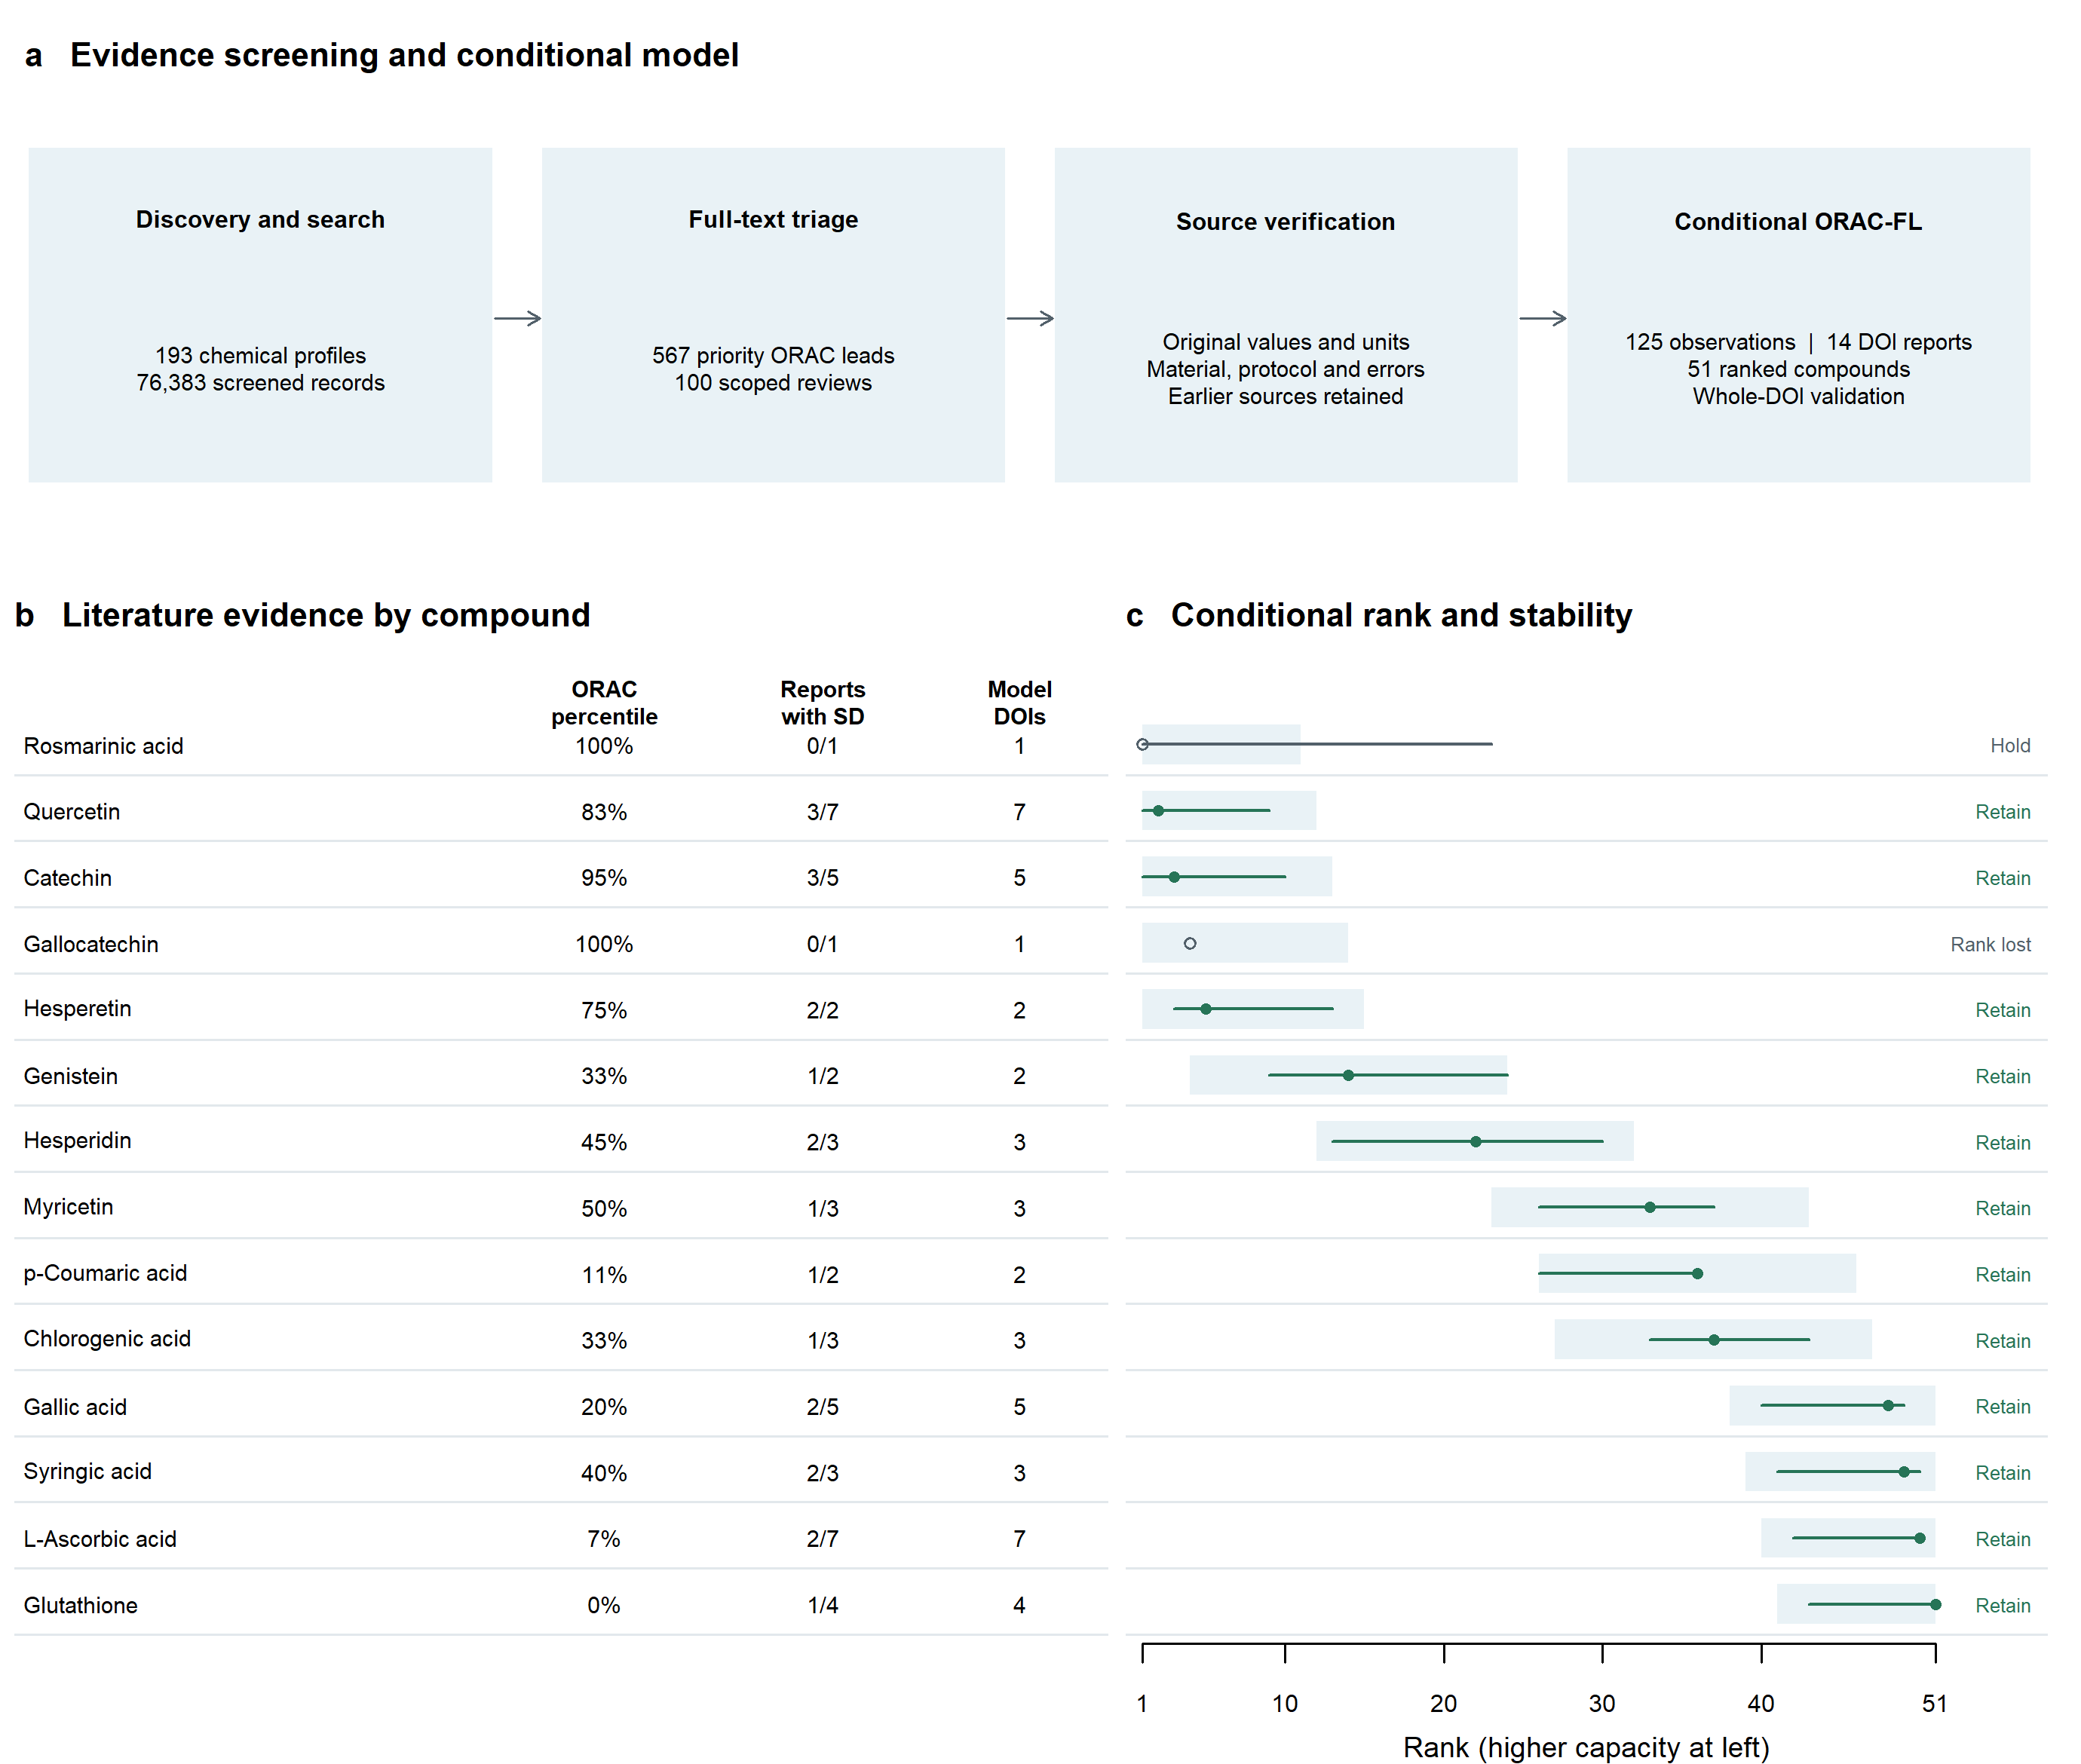 a Evidence screening and conditional model
Discovery and search
193 chemical profiles
76,383 screened records
Full-text triage
567 priority ORAC leads
100 scoped reviews
Source verification
Original values and units
Material, protocol and errors
Earlier sources retained
Conditional ORAC-FL
125 observations | 14 DOI reports
51 ranked compounds
Whole-DOI validation
b Literature evidence by compound
ORAC percentile
Reports with SD
Model DOIs
Rosmarinic acid 100% 0/1 1
Quercetin 83% 3/7 7
Catechin 95% 3/5 5
Gallocatechin 100% 0/1 1
Hesperetin 75% 2/2 2
Genistein 33% 1/2 2
Hesperidin 45% 2/3 3
Myricetin 50% 1/3 3
p-Coumaric acid 11% 1/2 2
Chlorogenic acid 33% 1/3 3
Gallic acid 20% 2/5 5
Syringic acid 40% 2/3 3
L-Ascorbic acid 7% 2/7 7
Glutathione 0% 1/4 4
c Conditional rank and stability
Hold
Retain
Retain
Rank lost
Retain
Retain
Retain
Retain
Retain
Retain
Retain
Retain
Retain
Retain
1 10 20 30 40 51
Rank (higher capacity at left)